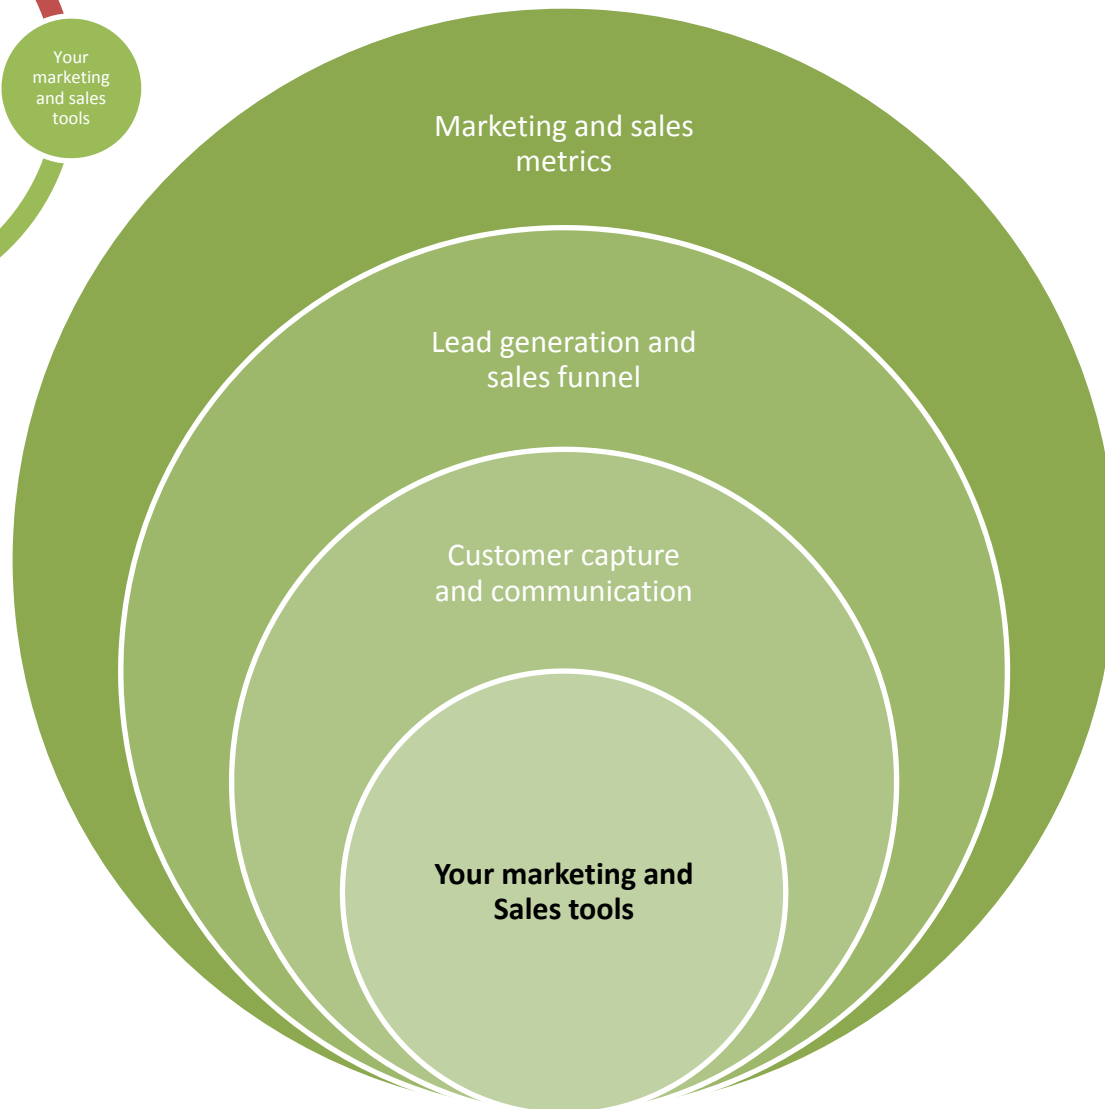 Your
marketing
and sales
tools
Marketing and sales
metrics
Lead generation and
sales funnel
Customer capture
and communication
Your marketing and
Sales tools